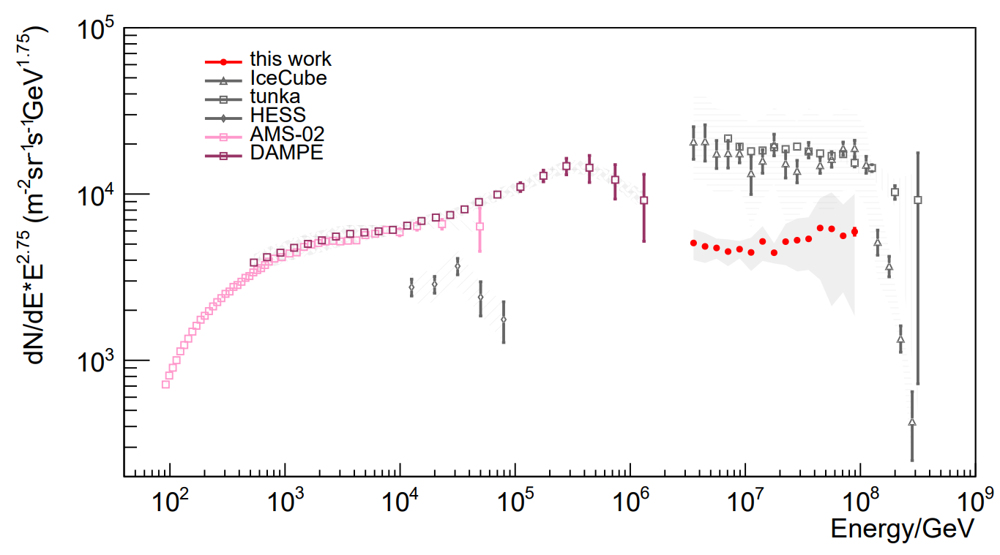 dN/dE*E^2.75 (m^-2sr^-1s^-1GeV^1.75)
10^5
10^4
10^3
this work
IceCube
tunka
HESS
AMS-02
DAMPE
10^2 10^3 10^4 10^5 10^6 10^7 10^8 10^9
Energy/GeV